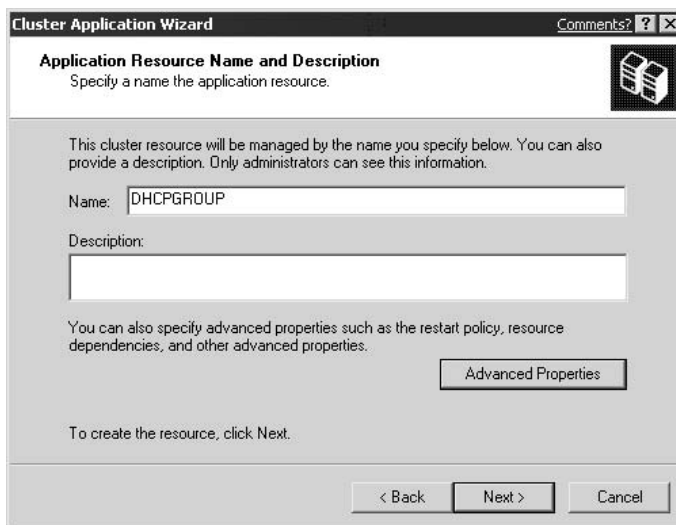 Cluster Application Wizard
Comments? ? X
Application Resource Name and Description
Specify a name the application resource.
This cluster resource will be managed by the name you specify below. You can also
provide a description. Only administrators can see this information.
Name: DHCPGROUP
Description:
You can also specify advanced properties such as the restart policy, resource
dependencies, and other advanced properties.
Advanced Properties
To create the resource, click Next.
< Back Next > Cancel